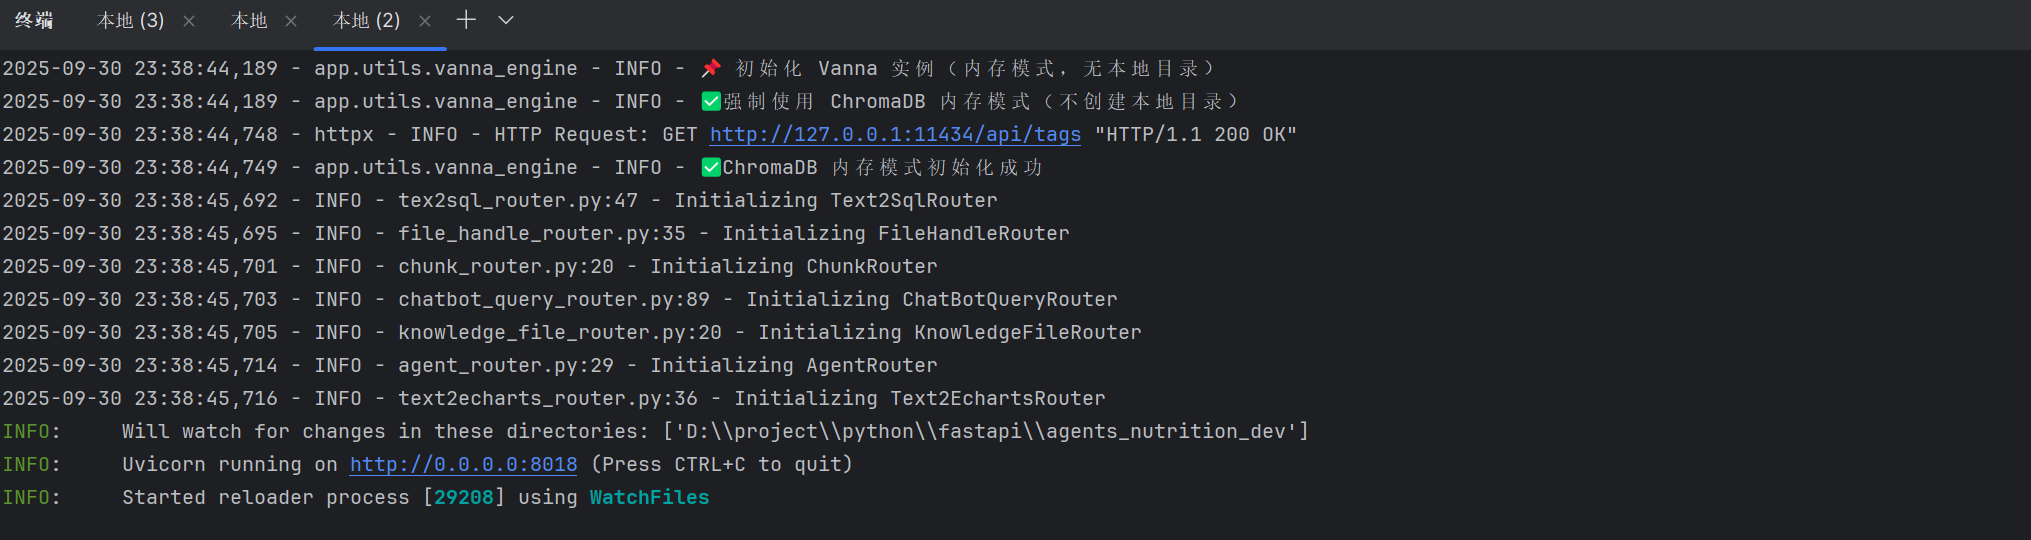 终端 本地 (3) × 本地 × 本地 (2) ×
2025-09-30 23:38:44,189 - app.utils.vanna_engine - INFO - 📌 初始化 Vanna 实例（内存模式，无本地目录）
2025-09-30 23:38:44,189 - app.utils.vanna_engine - INFO - ✅强制使用 ChromaDB 内存模式（不创建本地目录）
2025-09-30 23:38:44,748 - httpx - INFO - HTTP Request: GET http://127.0.0.1:11434/api/tags "HTTP/1.1 200 OK"
2025-09-30 23:38:44,749 - app.utils.vanna_engine - INFO - ✅ChromaDB 内存模式初始化成功
2025-09-30 23:38:45,692 - INFO - tex2sql_router.py:47 - Initializing Text2SqlRouter
2025-09-30 23:38:45,695 - INFO - file_handle_router.py:35 - Initializing FileHandleRouter
2025-09-30 23:38:45,701 - INFO - chunk_router.py:20 - Initializing ChunkRouter
2025-09-30 23:38:45,703 - INFO - chatbot_query_router.py:89 - Initializing ChatBotQueryRouter
2025-09-30 23:38:45,705 - INFO - knowledge_file_router.py:20 - Initializing KnowledgeFileRouter
2025-09-30 23:38:45,714 - INFO - agent_router.py:29 - Initializing AgentRouter
2025-09-30 23:38:45,716 - INFO - text2echarts_router.py:36 - Initializing Text2EchartsRouter
INFO:     Will watch for changes in these directories: ['D:\\project\\python\\fastapi\\agents_nutrition_dev']
INFO:     Uvicorn running on http://0.0.0.0:8018 (Press CTRL+C to quit)
INFO:     Started reloader process [29208] using WatchFiles